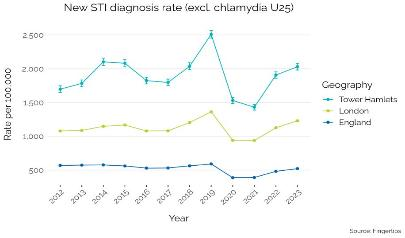 New STI diagnosis rate (excl. chlamydia U25)
Rate per 100,000
2,500
2,000
1,500
1,000
500
2012
2013
2014
2015
2016
2017
2018
2019
2020
2021
2022
2023
Year
Geography
Tower Hamlets
London
England
Source: Fingertips